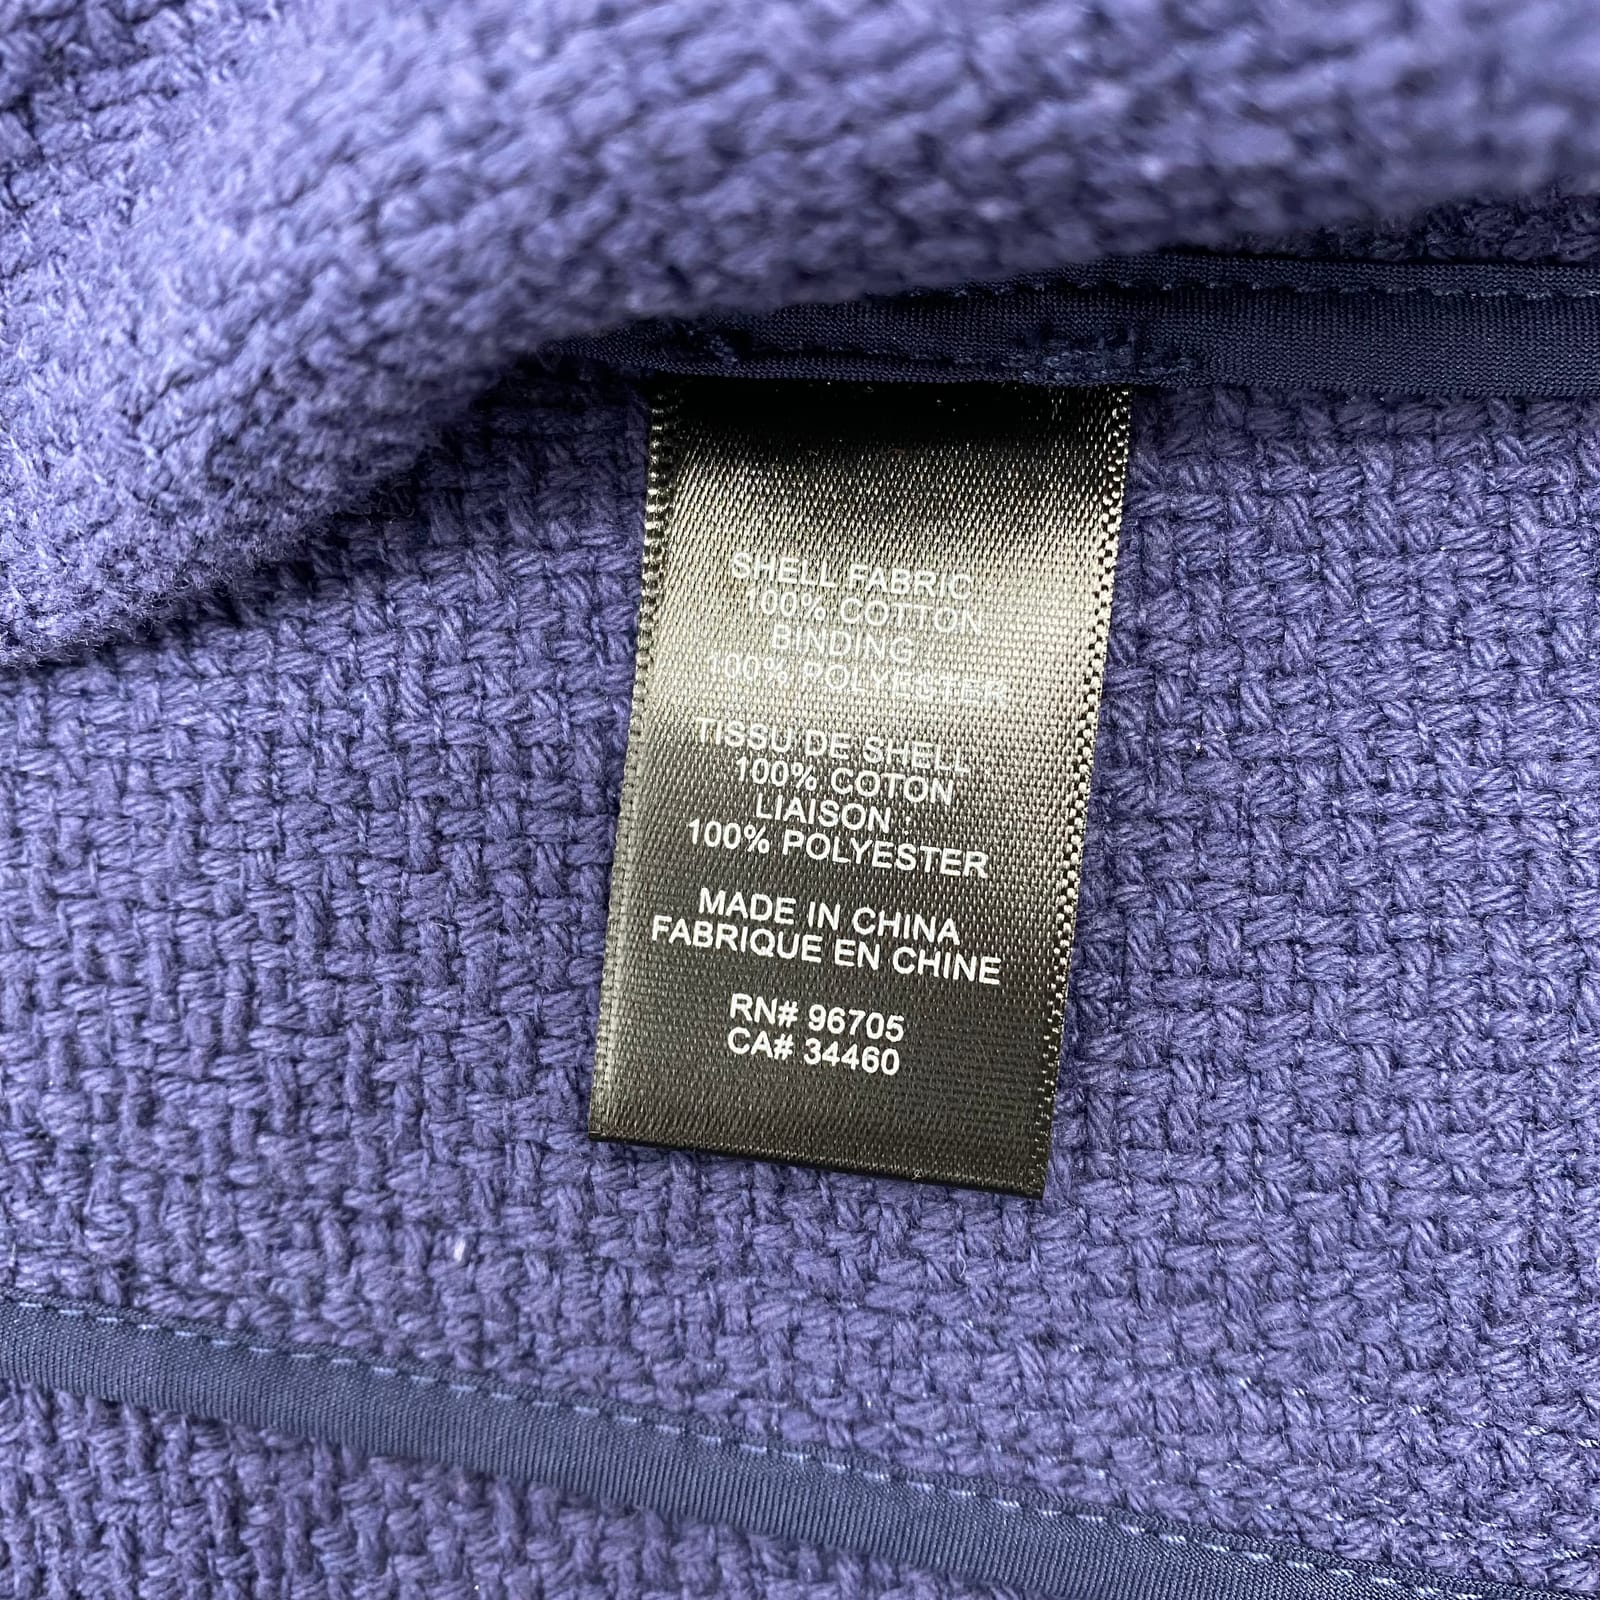 SHELL FABRIC :
100% COTTON
BINDING :
100% POLYESTER
TISSU DE SHELL :
100% COTON
LIAISON :
100% POLYESTER
MADE IN CHINA
FABRIQUE EN CHINE
RN# 96705
CA# 34460